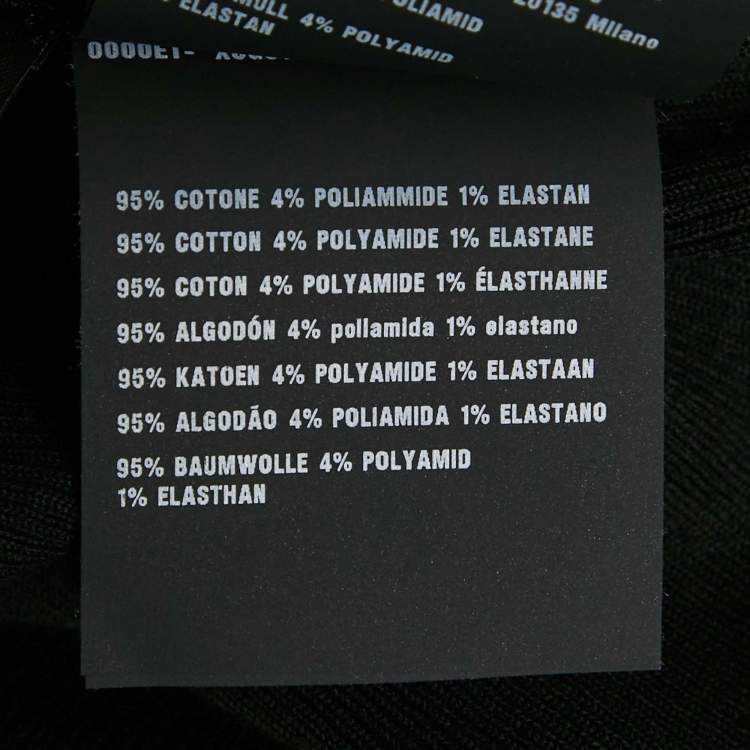 ELASTAN
4% POLYAMID
20135 Milano
95% COTONE 4% POLIAMMIDE 1% ELASTAN
95% COTTON 4% POLYAMIDE 1% ELASTANE
95% COTON 4% POLYAMIDE 1% ÉLASTHANNE
95% ALGODÓN 4% poliamida 1% elastano
95% KATOEN 4% POLYAMIDE 1% ELASTAAN
95% ALGODÃO 4% POLIAMIDA 1% ELASTANO
95% BAUMWOLLE 4% POLYAMID
1% ELASTHAN